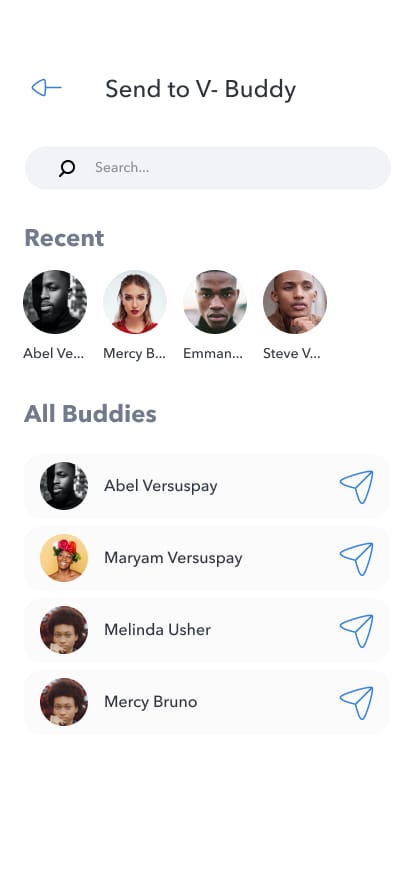 Send to V- Buddy
Search...
Recent
Abel Ve... Mercy B... Emman... Steve V...
All Buddies
Abel Versuspay
Maryam Versuspay
Melinda Usher
Mercy Bruno